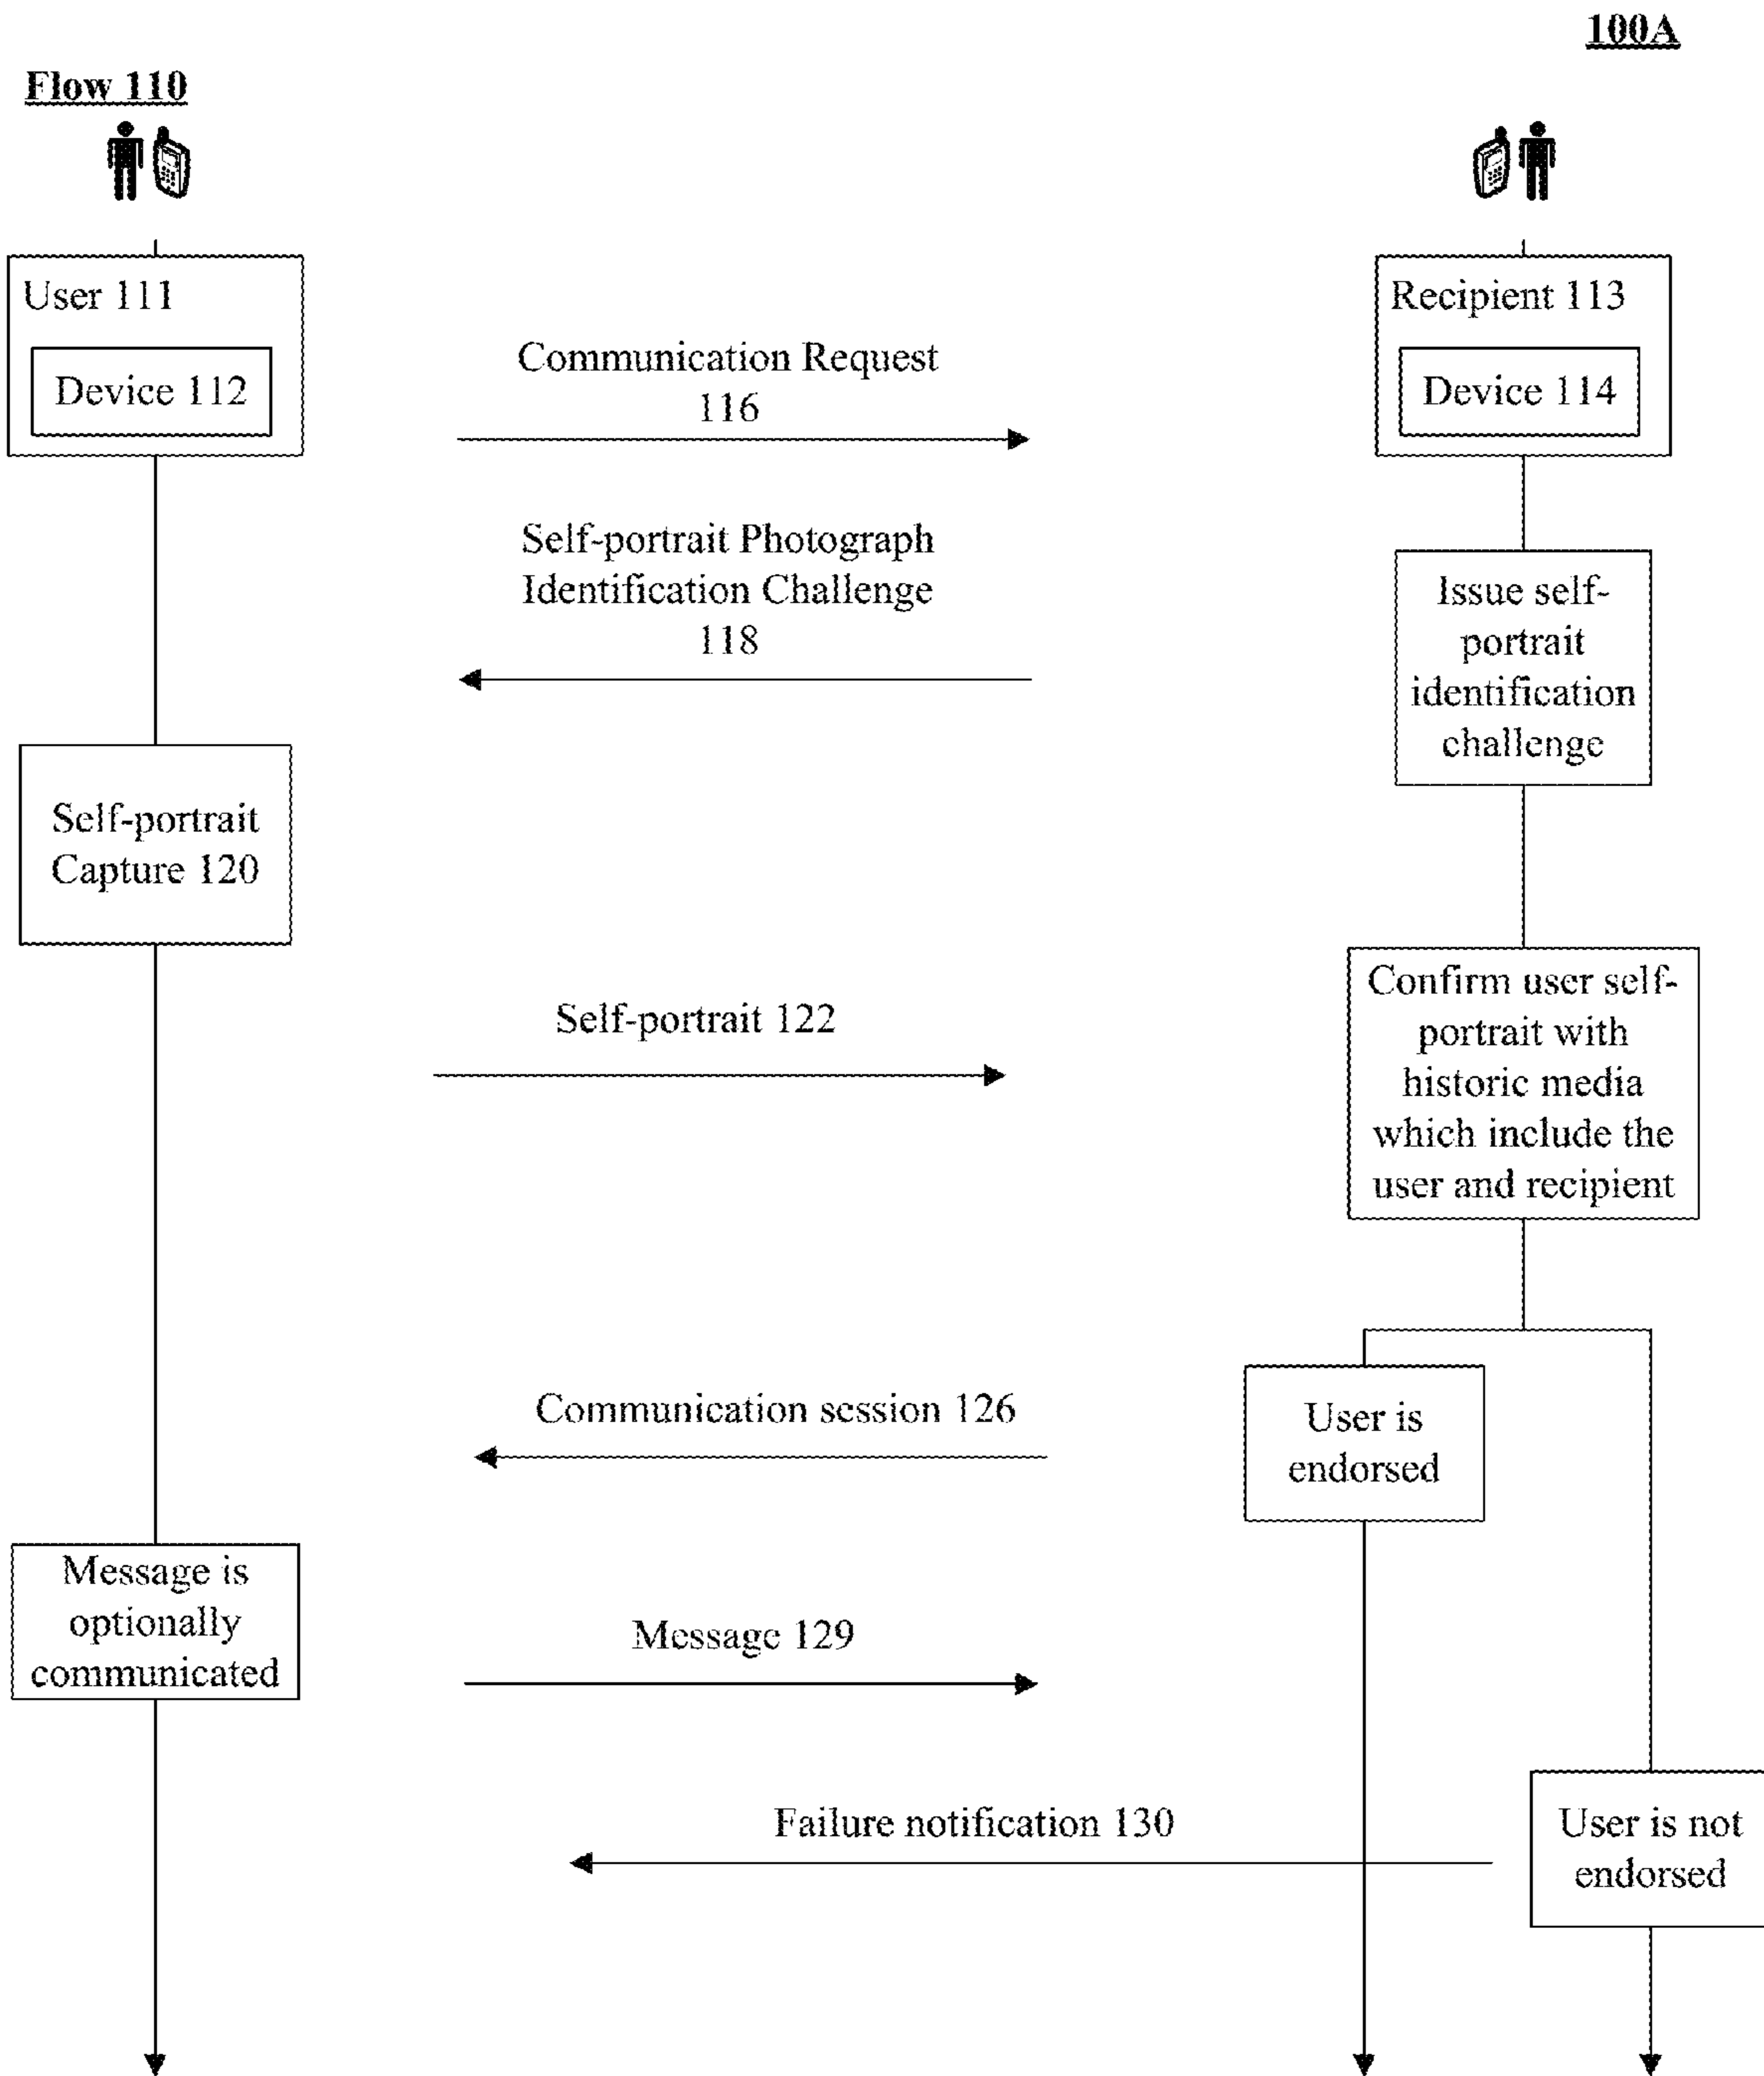 100A
Flow 110
User 111
Device 112
Recipient 113
Device 114
Communication Request
116
Self-portrait Photograph
Identification Challenge
118
Issue self-
portrait
identification
challenge
Self-portrait
Capture 120
Self-portrait 122
Confirm user self-
portrait with
historic media
which include the
user and recipient
Communication session 126
User is
endorsed
Message is
optionally
communicated
Message 129
Failure notification 130
User is not
endorsed